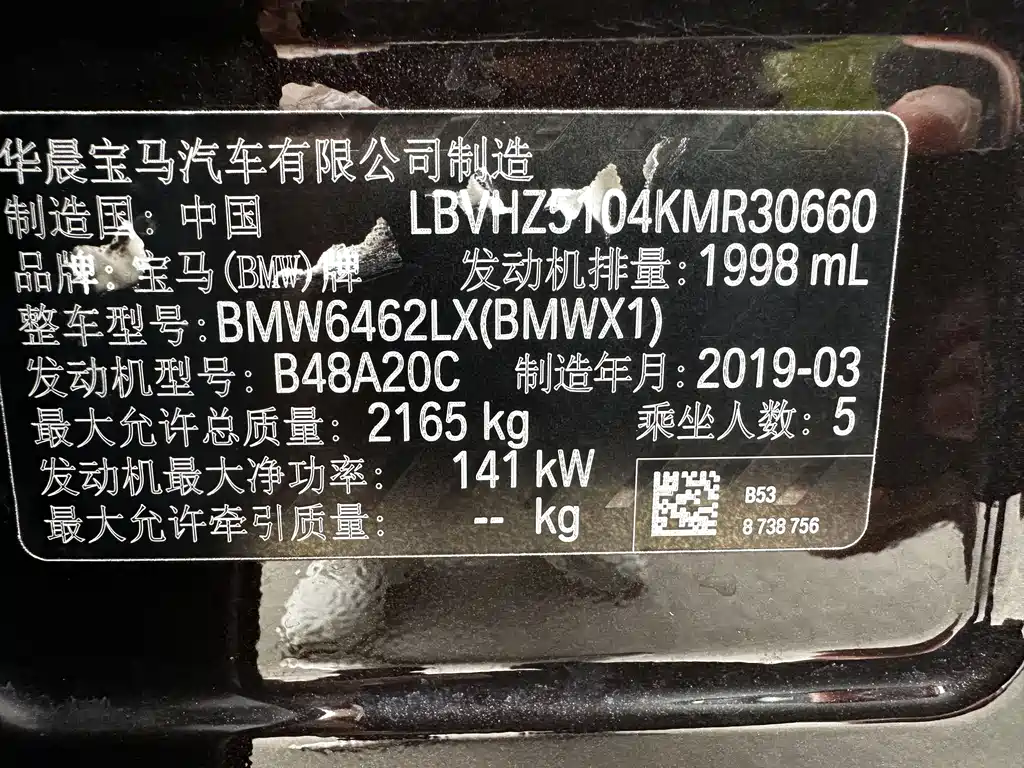 华晨宝马汽车有限公司制造
制造国：中国 LBVHZ5104KMR30660
品牌：宝马(BMW)牌 发动机排量：1998 mL
整车型号：BMW6462LX(BMWX1)
发动机型号：B48A20C 制造年月：2019-03
最大允许总质量：2165 kg 乘坐人数：5
发动机最大净功率：141 kW
最大允许牵引质量：-- kg
B53
8 738 756